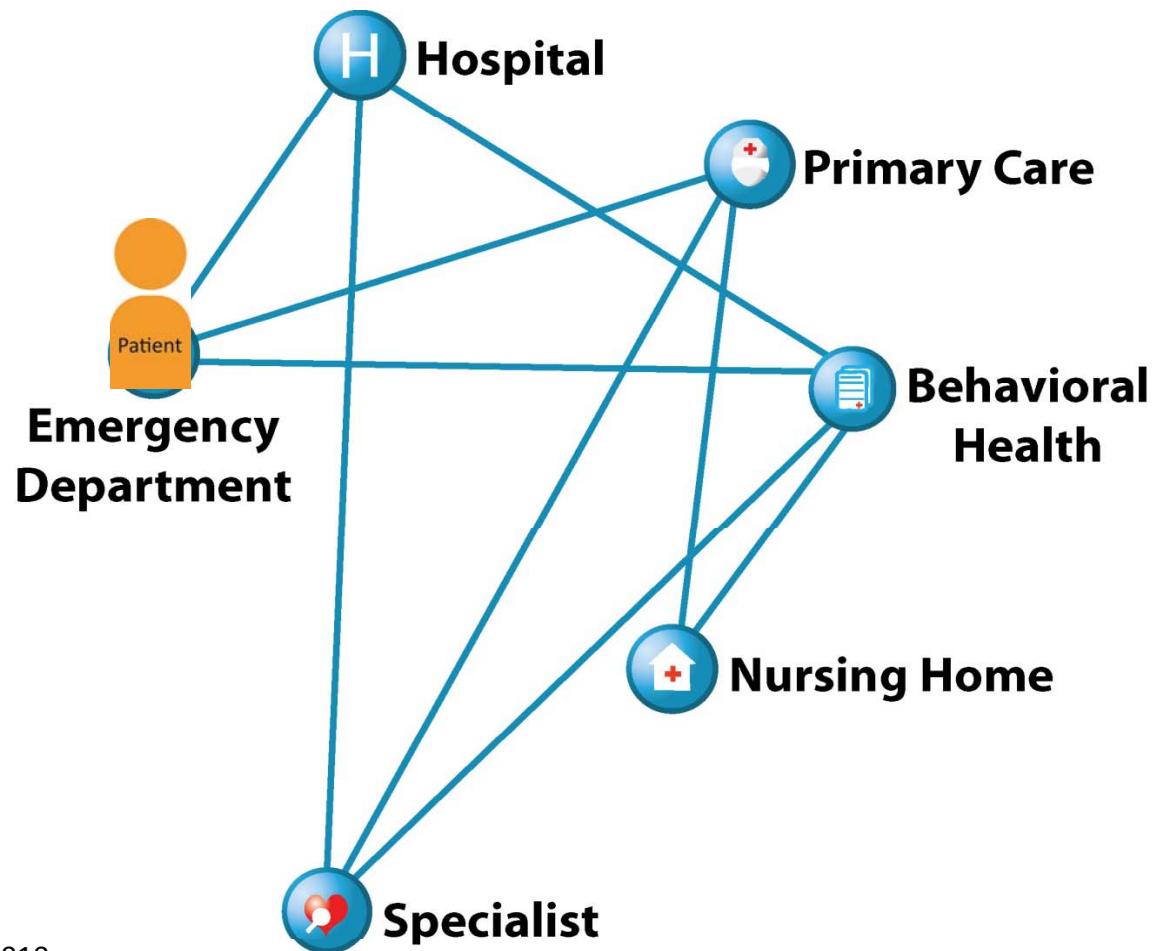 H Hospital
Primary Care
Patient
Emergency
Department
Behavioral
Health
Nursing Home
Specialist